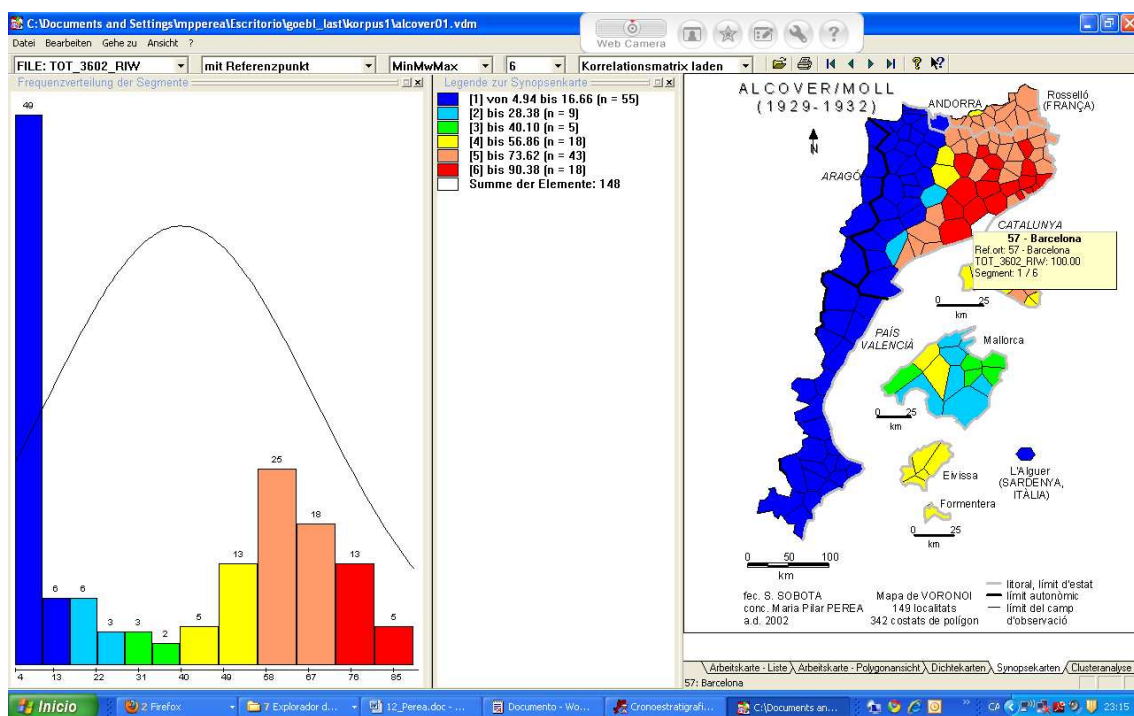 C:\Documents and Settings\mpperea\Escritorio\goebl_last\korpus1\alcover01.vdm
Web Camera
Datei Bearbeiten Gehe zu Ansicht ?
FILE: TOT_3602_RIW mit Referenzpunkt MinMwMax 6 Korrelationsmatrix laden
Frequenzverteilung der Segmente
49
6 6 3 3 2 5 13 25 18 13 5
4 13 22 31 40 49 58 67 76 85
Legende zur Synopsenkarte
[1] von 4.94 bis 16.66 (n = 55)
[2] bis 28.38 (n = 9)
[3] bis 40.10 (n = 5)
[4] bis 56.86 (n = 18)
[5] bis 73.62 (n = 43)
[6] bis 90.38 (n = 18)
Summe der Elemente: 148
ALCOVER/MOLL
(1929-1932)
N
ANDORRA
Rosselló
(FRANÇA)
ARAGÓ
CATALUNYA
57 - Barcelona
Ref.ort: 57 - Barcelona
TOT_3602_RIW: 100.00
Segment: 1 / 6
0 25
km
PAÍS
VALENCIÀ
Mallorca
0 25
km
Eivissa
L'Alguer
(SARDENYA,
ITÀLIA)
Formentera
0 25
km
0 50 100
km
fec. S. SOBOTA
conc. Maria Pilar PEREA
a.d. 2002
Mapa de VORONOI
149 localitats
342 costats de polígon
litoral, límit d'estat
límit autonòmic
límit del camp
d'observació
Arbeitskarte - Liste Arbeitskarte - Polygonansicht Dichtekarten Synopsekarten Clusteranalyse
57: Barcelona
Inicio 2 Firefox 7 Explorador d... 12_Perea.doc - ... Documento - Wo... Cronoestratigrafi... C:\Documents an... CA 23:15